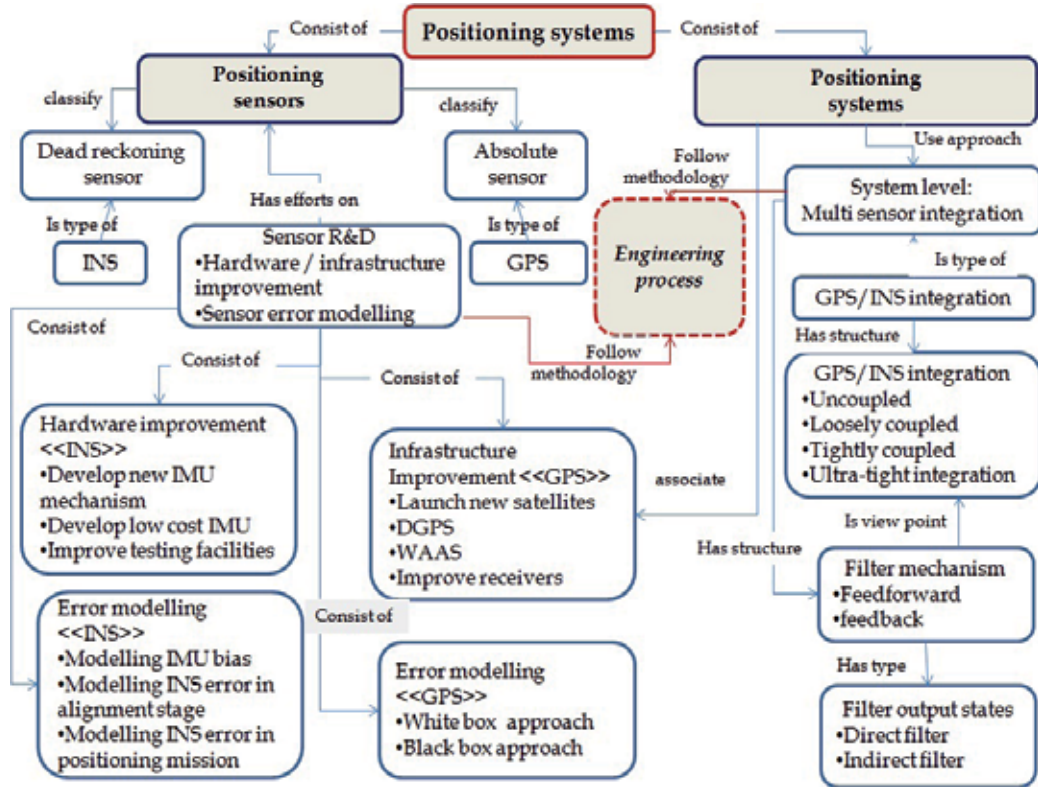 Consist of
Positioning systems
Consist of
Positioning
sensors
Positioning
systems
classify
classify
Dead reckoning
sensor
Absolute
sensor
Follow
methodology
Use approach
System level:
Multi sensor integration
Has efforts on
Is type of
Is type of
INS
GPS
Sensor R&D
•Hardware / infrastructure
improvement
•Sensor error modelling
Engineering
process
Is type of
GPS/INS integration
Consist of
Has structure
Consist of
Consist of
Follow
methodology
GPS/INS integration
•Uncoupled
•Loosely coupled
•Tightly coupled
•Ultra-tight integration
Hardware improvement
<<INS>>
•Develop new IMU
mechanism
•Develop low cost IMU
•Improve testing facilities
Infrastructure
Improvement <<GPS>>
•Launch new satellites
•DGPS
•WAAS
•Improve receivers
associate
Is view point
Has structure
Filter mechanism
•Feedforward
•feedback
Error modelling
<<INS>>
•Modelling IMU bias
•Modelling INS error in
alignment stage
•Modelling INS error in
positioning mission
Consist of
Error modelling
<<GPS>>
•White box approach
•Black box approach
Has type
Filter output states
•Direct filter
•Indirect filter